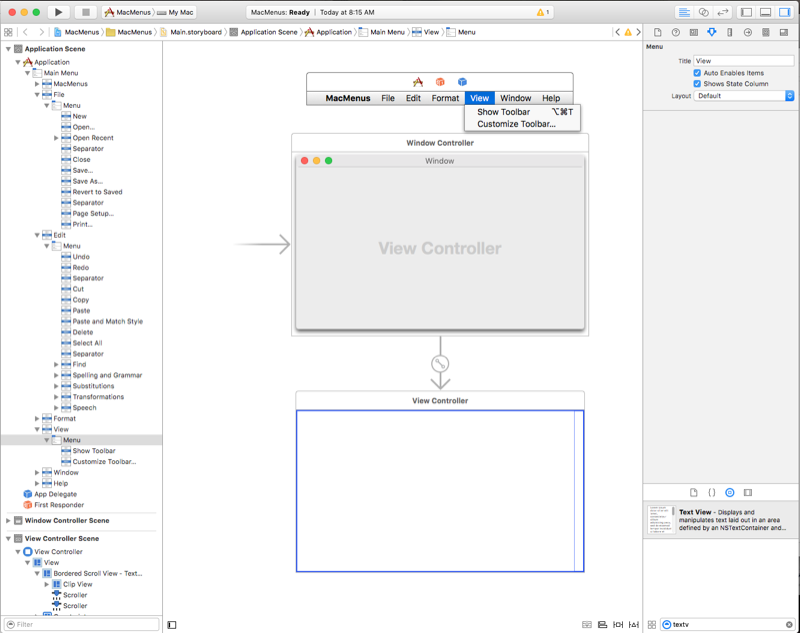 MacMenus
My Mac
MacMenus: Ready | Today at 8:15 AM
1
MacMenus
MacMenus
Main.storyboard
Application Scene
Application
Main Menu
View
Menu
Application Scene
Application
Main Menu
MacMenus
File
Menu
New
Open...
Open Recent
Separator
Close
Save...
Save As...
Revert to Saved
Separator
Page Setup...
Print...
Edit
Menu
Undo
Redo
Separator
Cut
Copy
Paste
Paste and Match Style
Delete
Select All
Separator
Find
Spelling and Grammar
Substitutions
Transformations
Speech
Format
View
Menu
Show Toolbar
Customize Toolbar...
Window
Help
App Delegate
First Responder
Window Controller Scene
View Controller Scene
View Controller
View
Bordered Scroll View - Text...
Clip View
Scroller
Scroller
Filter
MacMenus File Edit Format View Window Help
Show Toolbar ⌥⌘T
Customize Toolbar...
Window Controller
Window
View Controller
View Controller
Menu
Title View
Auto Enables Items
Shows State Column
Layout Default
Text View - Displays and
manipulates text laid out in an area
defined by an NSTextContainer and...
textv